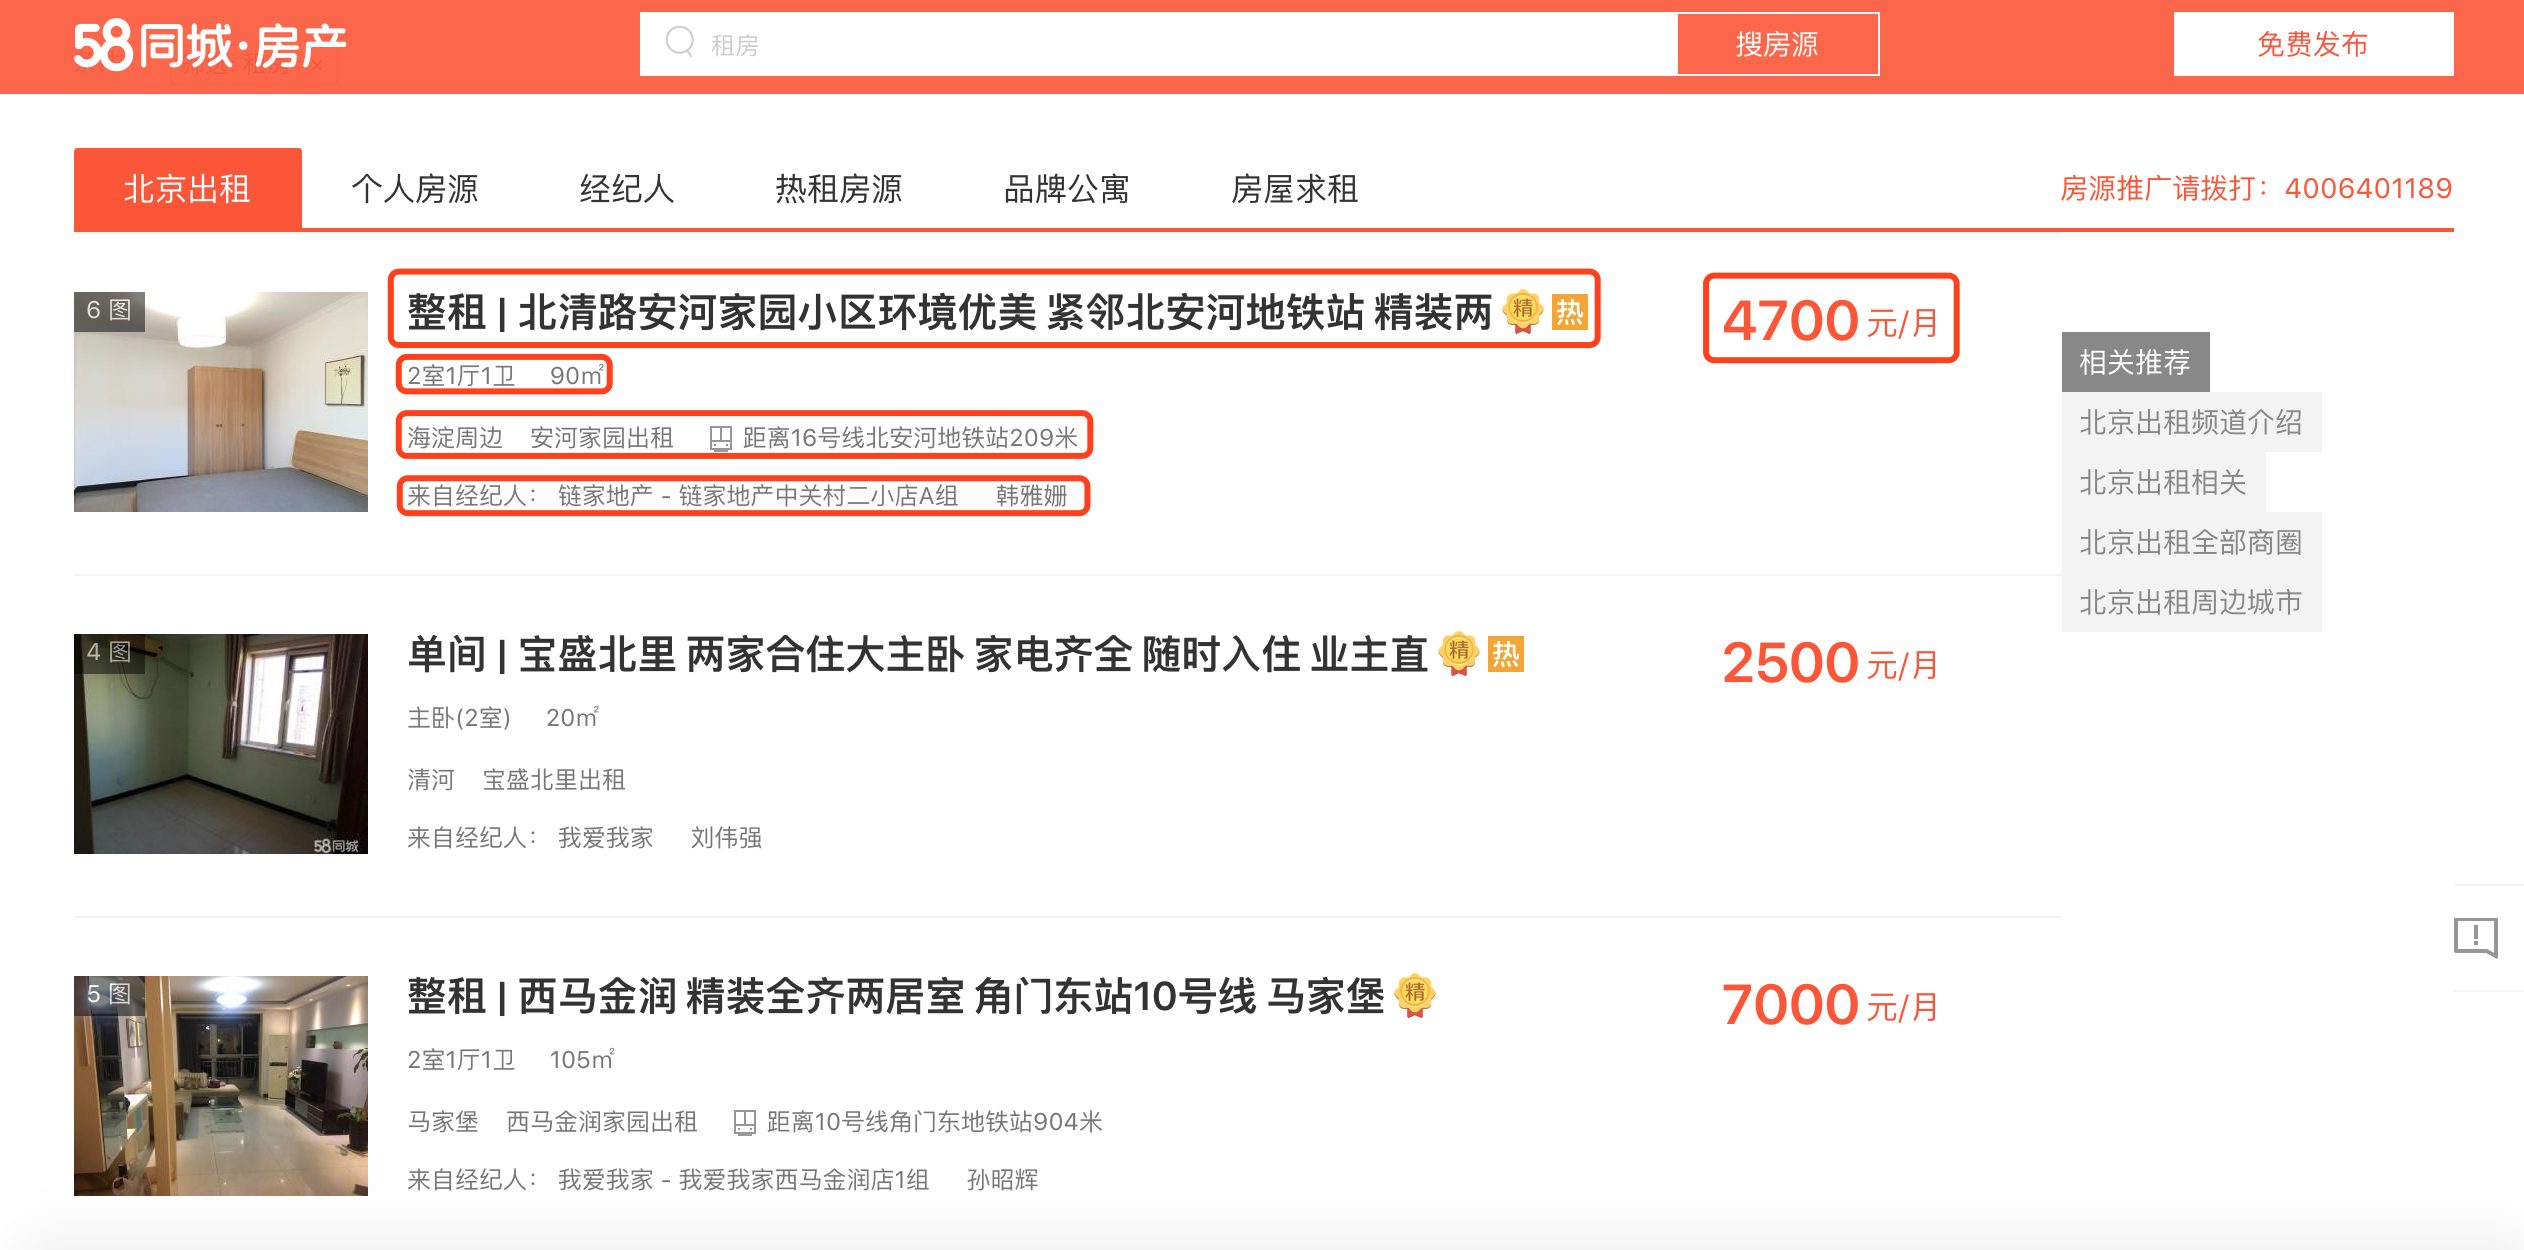 58同城·房产
租房
搜房源
免费发布
北京出租
个人房源
经纪人
热租房源
品牌公寓
房屋求租
房源推广请拨打：4006401189
6 图
整租 | 北清路安河家园小区环境优美 紧邻北安河地铁站 精装两 精 热
4700 元/月
2室1厅1卫 90㎡
海淀周边 安河家园出租 距离16号线北安河地铁站209米
来自经纪人： 链家地产 - 链家地产中关村二小店A组 韩雅姗
相关推荐
北京出租频道介绍
北京出租相关
北京出租全部商圈
北京出租周边城市
4 图
58同城
单间 | 宝盛北里 两家合住大主卧 家电齐全 随时入住 业主直 精 热
2500 元/月
主卧(2室) 20㎡
清河 宝盛北里出租
来自经纪人： 我爱我家 刘伟强
5 图
整租 | 西马金润 精装全齐两居室 角门东站10号线 马家堡 精
7000 元/月
2室1厅1卫 105㎡
马家堡 西马金润家园出租 距离10号线角门东地铁站904米
来自经纪人： 我爱我家 - 我爱我家西马金润店1组 孙昭辉